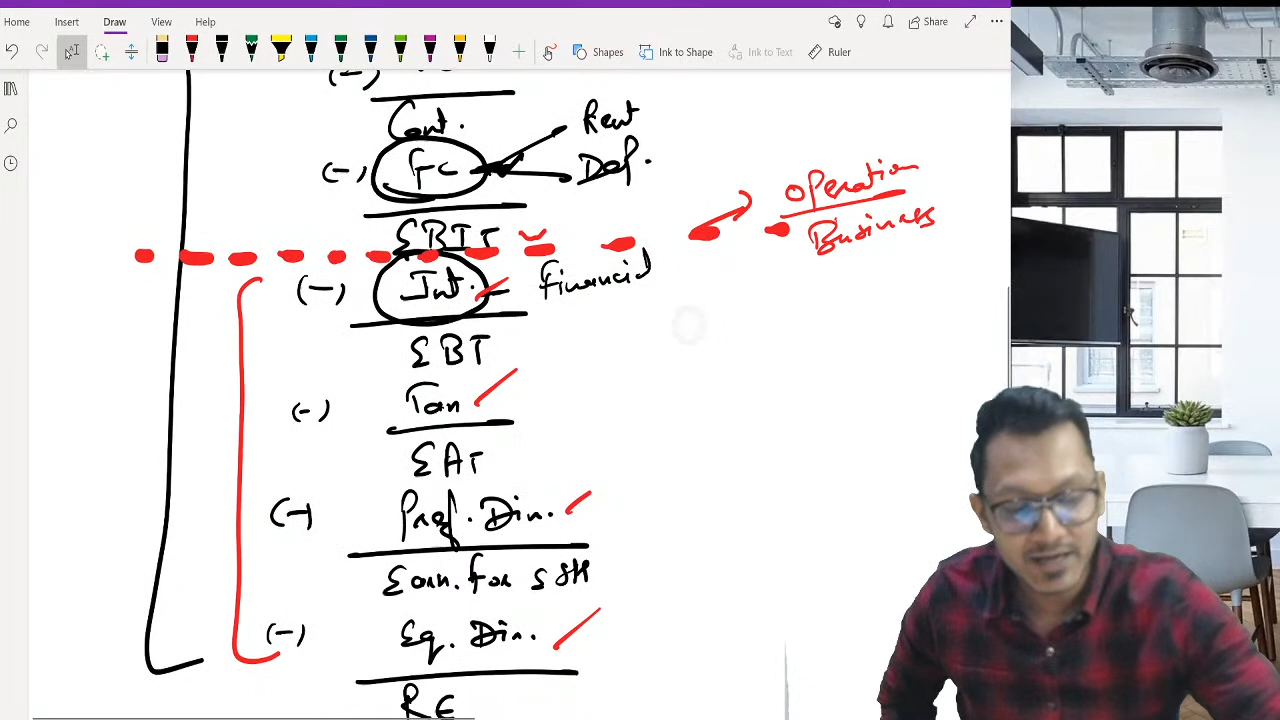 Home Insert Draw View Help Share
Shapes Ink to Shape Ink to Text Ruler
(-)
Cont.
Rent
(-) FC
Dep.
Operation
Business
EBIT
(-) Int. Financial
EBT
(-) Tax
EAT
(-) Pref. Div.
Earn. for ESH
(-) Eq. Div.
RE